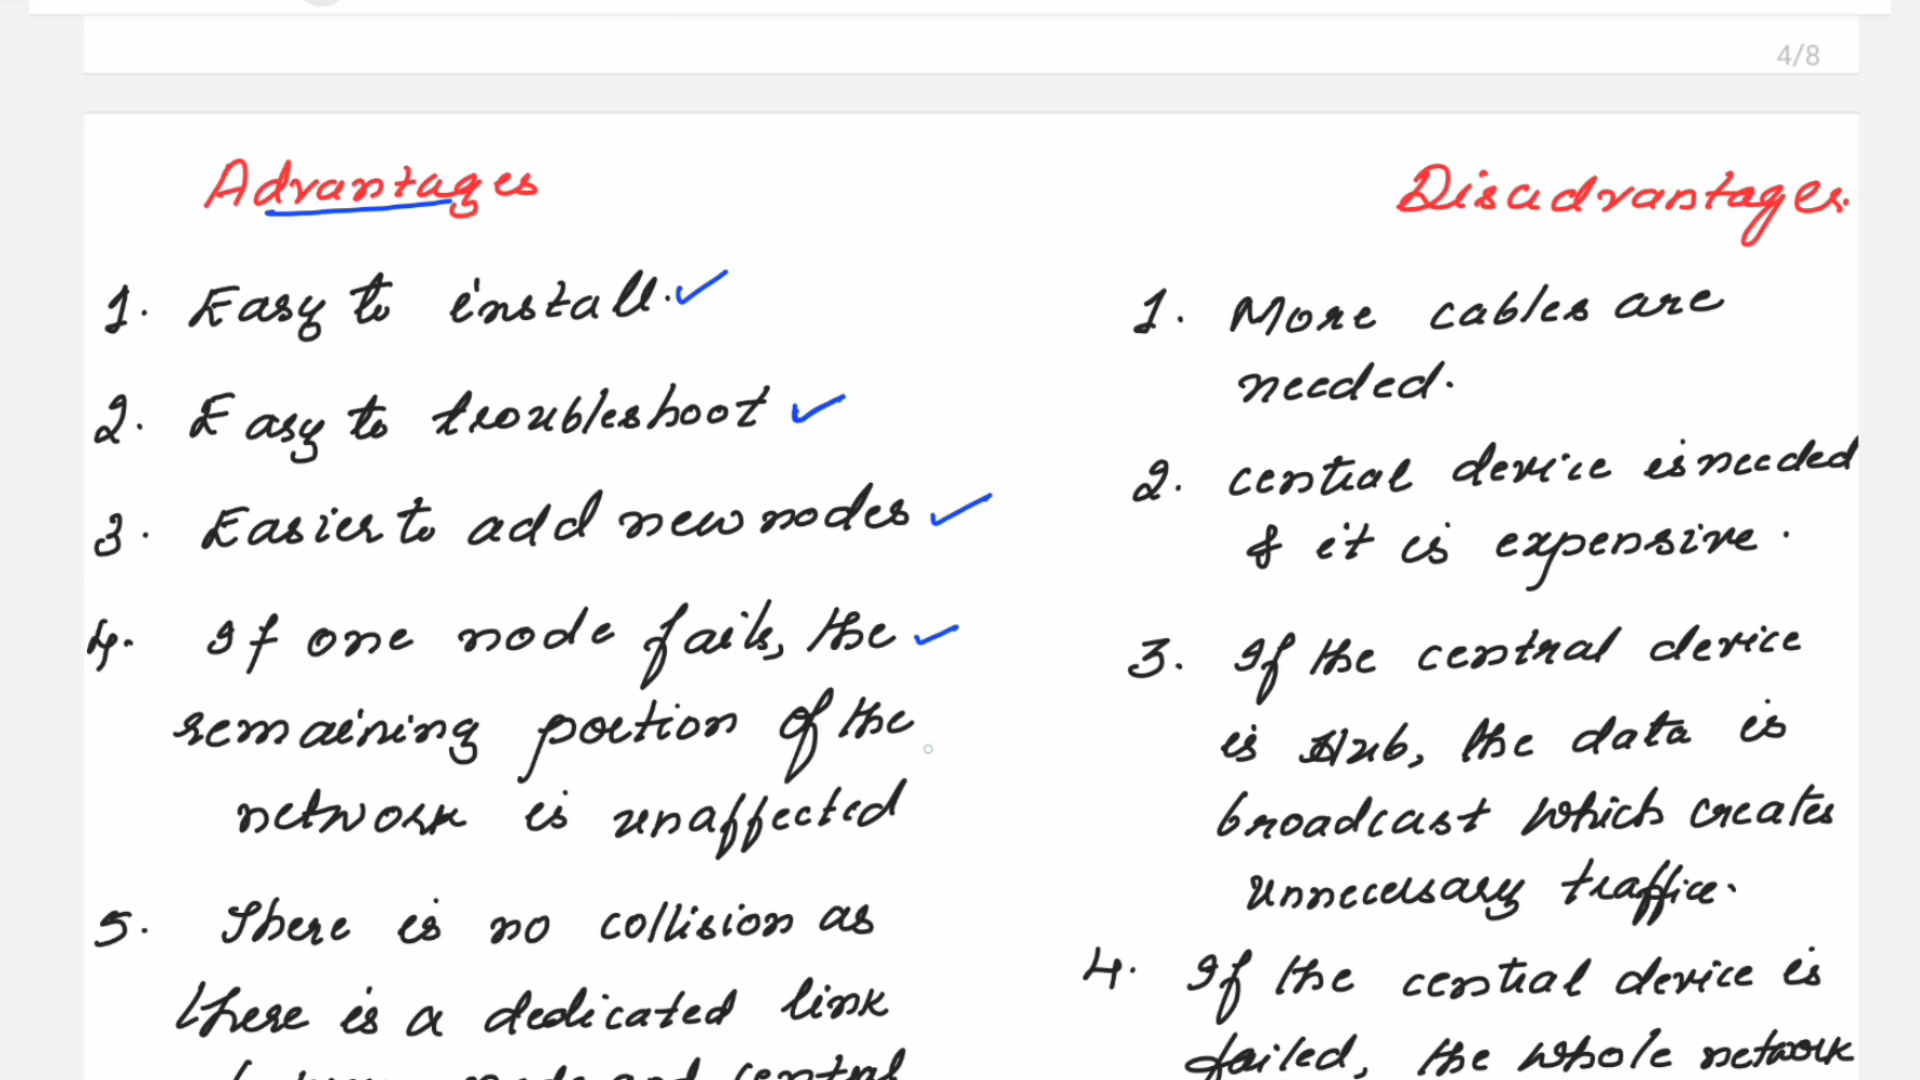 4/8
Advantages
1. Easy to install.
2. Easy to troubleshoot
3. Easier to add new nodes
4. If one node fails, the
remaining portion of the
network is unaffected
5. There is no collision as
there is a dedicated link
and central
Disadvantages.
1. More cables are
needed.
2. central device is needed
& it is expensive.
3. If the central device
is Hub, the data is
broadcast which creates
unnecessary traffic.
4. If the central device is
failed, the whole network